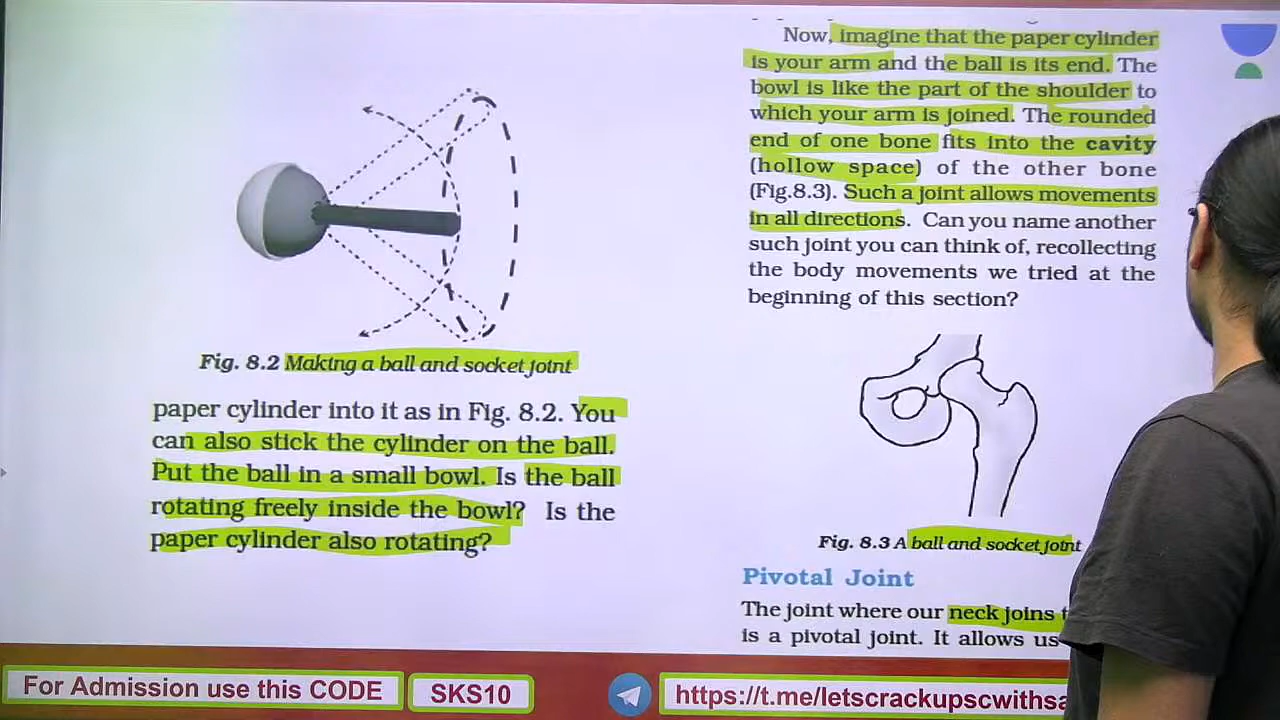 Fig. 8.2 Making a ball and socket joint
paper cylinder into it as in Fig. 8.2. You
can also stick the cylinder on the ball.
Put the ball in a small bowl. Is the ball
rotating freely inside the bowl? Is the
paper cylinder also rotating?
Now, imagine that the paper cylinder
is your arm and the ball is its end. The
bowl is like the part of the shoulder to
which your arm is joined. The rounded
end of one bone fits into the cavity
(hollow space) of the other bone
(Fig.8.3). Such a joint allows movements
in all directions. Can you name another
such joint you can think of, recollecting
the body movements we tried at the
beginning of this section?
Fig. 8.3 A ball and socket joint
Pivotal Joint
The joint where our neck joins
is a pivotal joint. It allows us
For Admission use this CODE
SKS10
https://t.me/letscrackupscwithsa